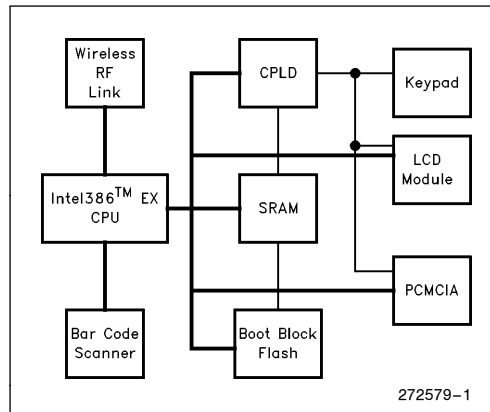 Wireless
RF
Link
CPLD
Keypad
LCD
Module
Intel386TM EX
CPU
SRAM
PCMCIA
Bar Code
Scanner
Boot Block
Flash
272579–1